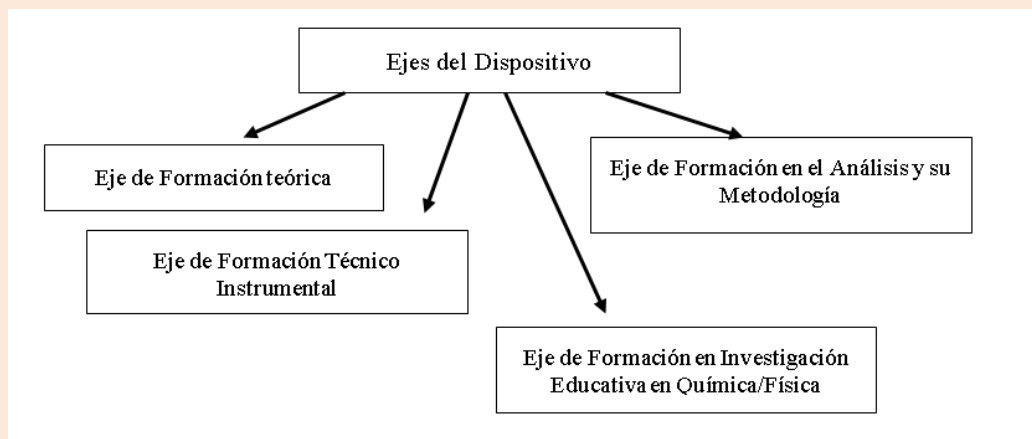 Ejes del Dispositivo
Eje de Formación teórica
Eje de Formación en el Análisis y su
Metodología
Eje de Formación Técnico
Instrumental
Eje de Formación en Investigación
Educativa en Química/Física